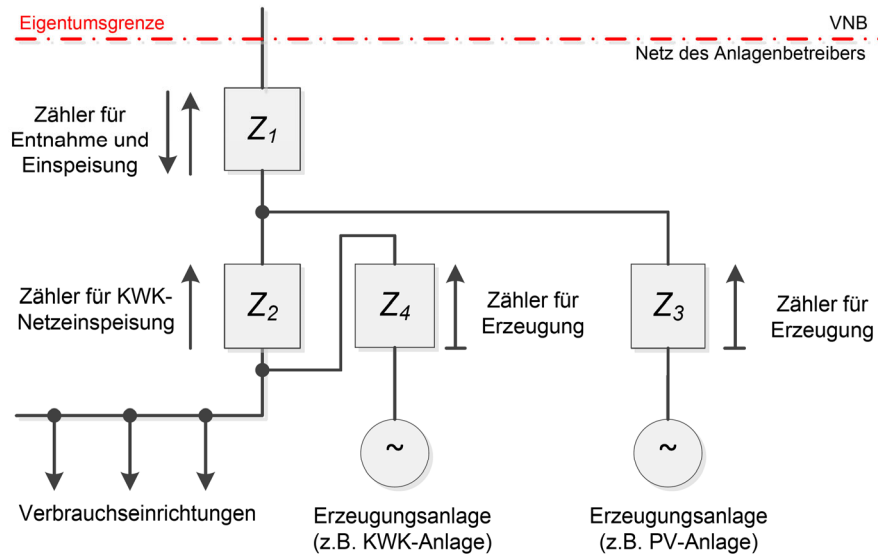 Eigentumsgrenze
VNB
Netz des Anlagenbetreibers
Zähler für
Entnahme und
Einspeisung
Z1
Zähler für KWK-
Netzeinspeisung
Z2
Z4
Zähler für
Erzeugung
Z3
Zähler für
Erzeugung
~
~
Verbrauchseinrichtungen
Erzeugungsanlage
(z.B. KWK-Anlage)
Erzeugungsanlage
(z.B. PV-Anlage)